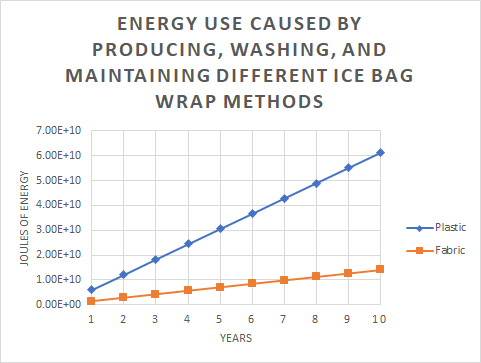 ENERGY USE CAUSED BY
PRODUCING, WASHING, AND
MAINTAINING DIFFERENT ICE BAG
WRAP METHODS
7.00E+10
6.00E+10
5.00E+10
4.00E+10
3.00E+10
2.00E+10
1.00E+10
0.00E+00
JOULES OF ENERGY
1 2 3 4 5 6 7 8 9 10
YEARS
Plastic
Fabric